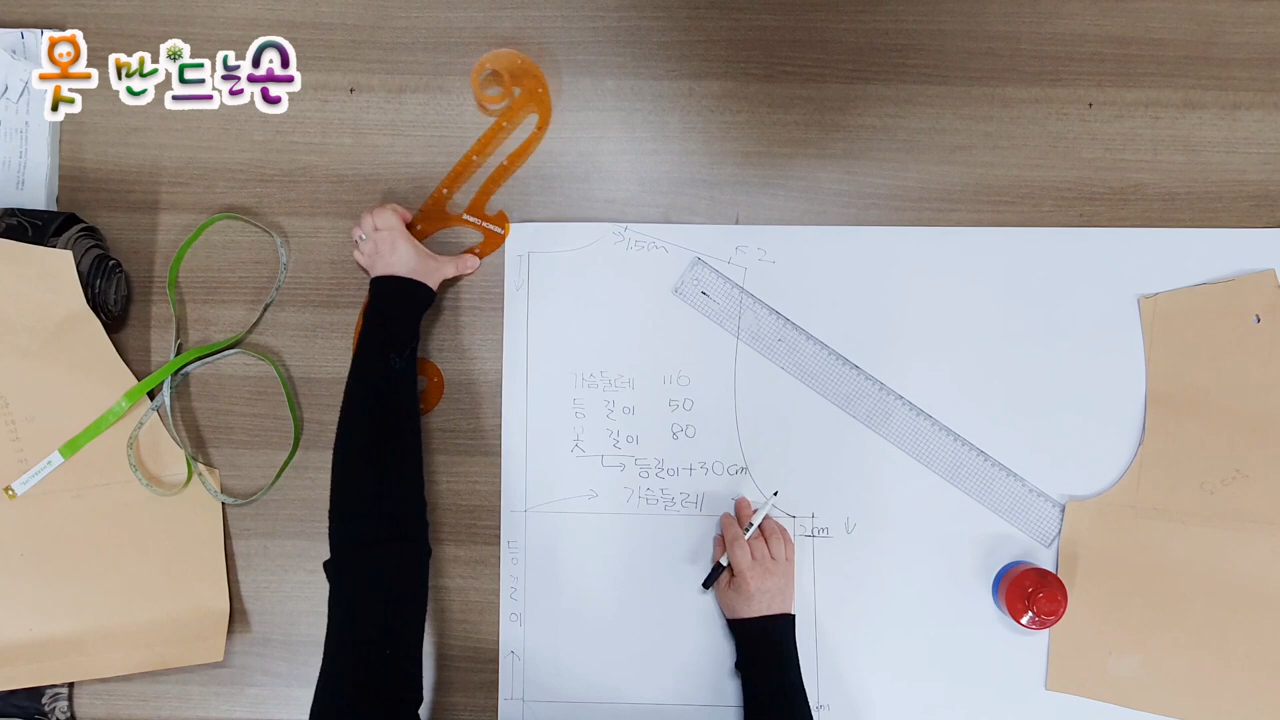 옷 만드는손
FRENCH CURVE
1.5cm
2
가슴둘레 116
등 길이 50
옷 길이 80
등길이+30cm
가슴둘레
2cm
등길이